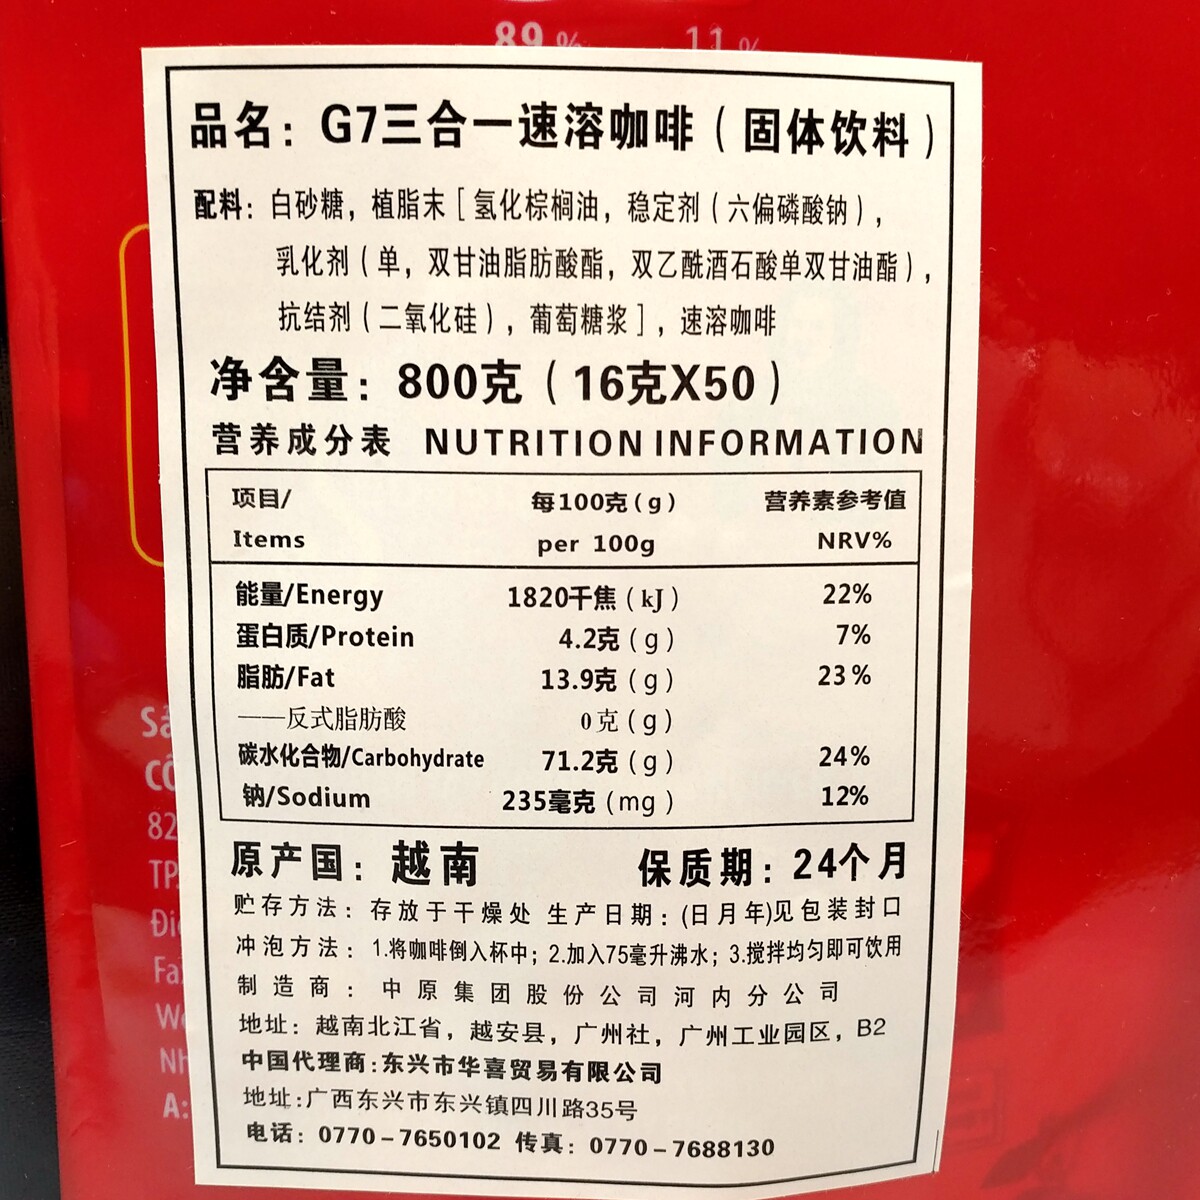 89 % 11 %
品名：G7三合一速溶咖啡（固体饮料）
配料：白砂糖，植脂末［氢化棕榈油，稳定剂（六偏磷酸钠），
乳化剂（单，双甘油脂肪酸酯，双乙酰酒石酸单双甘油酯），
抗结剂（二氧化硅），葡萄糖浆］，速溶咖啡
净含量：800克（16克X50）
营养成分表 NUTRITION INFORMATION
项目/ 每100克(g) 营养素参考值
Items per 100g NRV%
能量/Energy 1820千焦(kJ) 22%
蛋白质/Protein 4.2克(g) 7%
脂肪/Fat 13.9克(g) 23%
——反式脂肪酸 0克(g)
碳水化合物/Carbohydrate 71.2克(g) 24%
钠/Sodium 235毫克(mg) 12%
原产国：越南 保质期：24个月
贮存方法：存放于干燥处 生产日期：(日月年)见包装封口
冲泡方法：1.将咖啡倒入杯中；2.加入75毫升沸水；3.搅拌均匀即可饮用
制造商：中原集团股份公司河内分公司
地址：越南北江省，越安县，广州社，广州工业园区，B2
中国代理商:东兴市华喜贸易有限公司
地址:广西东兴市东兴镇四川路35号
电话：0770-7650102 传真：0770-7688130
82
TP.
Fa
A: